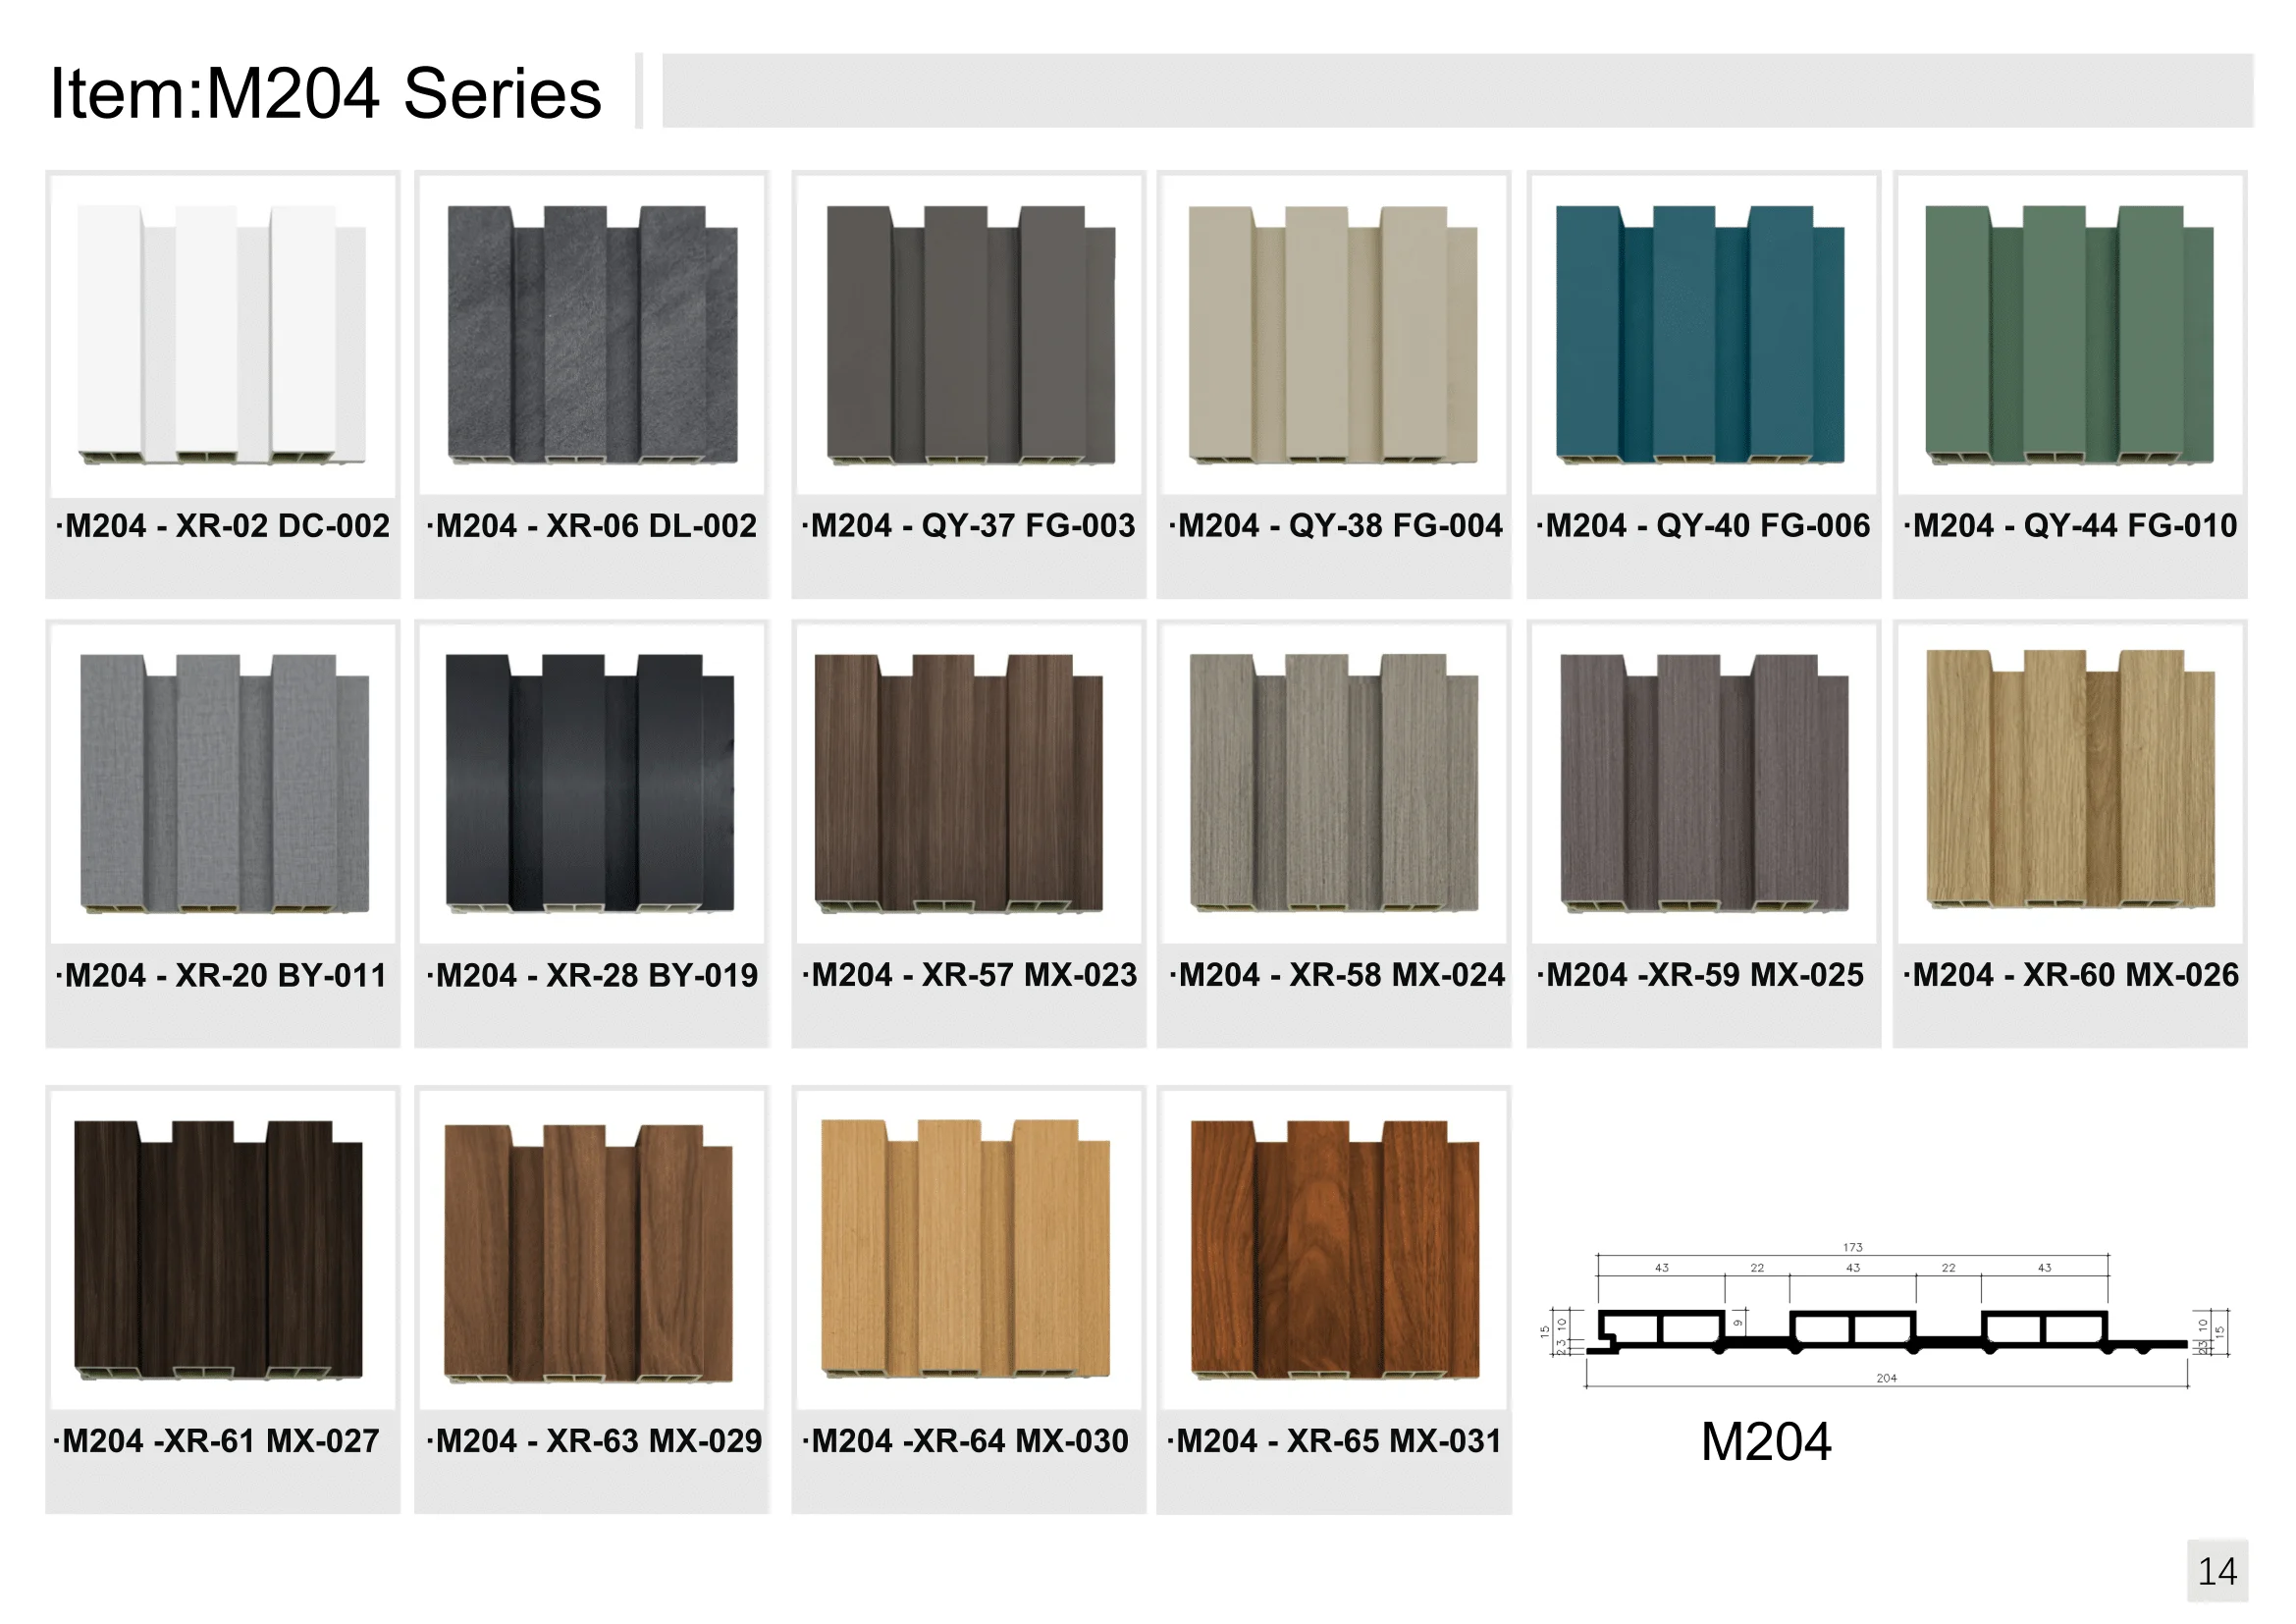 Item:M204 Series
·M204 - XR-02 DC-002
·M204 - XR-06 DL-002
·M204 - QY-37 FG-003
·M204 - QY-38 FG-004
·M204 - QY-40 FG-006
·M204 - QY-44 FG-010
·M204 - XR-20 BY-011
·M204 - XR-28 BY-019
·M204 - XR-57 MX-023
·M204 - XR-58 MX-024
·M204 -XR-59 MX-025
·M204 - XR-60 MX-026
·M204 -XR-61 MX-027
·M204 - XR-63 MX-029
·M204 -XR-64 MX-030
·M204 - XR-65 MX-031
173
43 22 43 22 43
15 10 3 2
9
10 3 2 15
204
M204
14